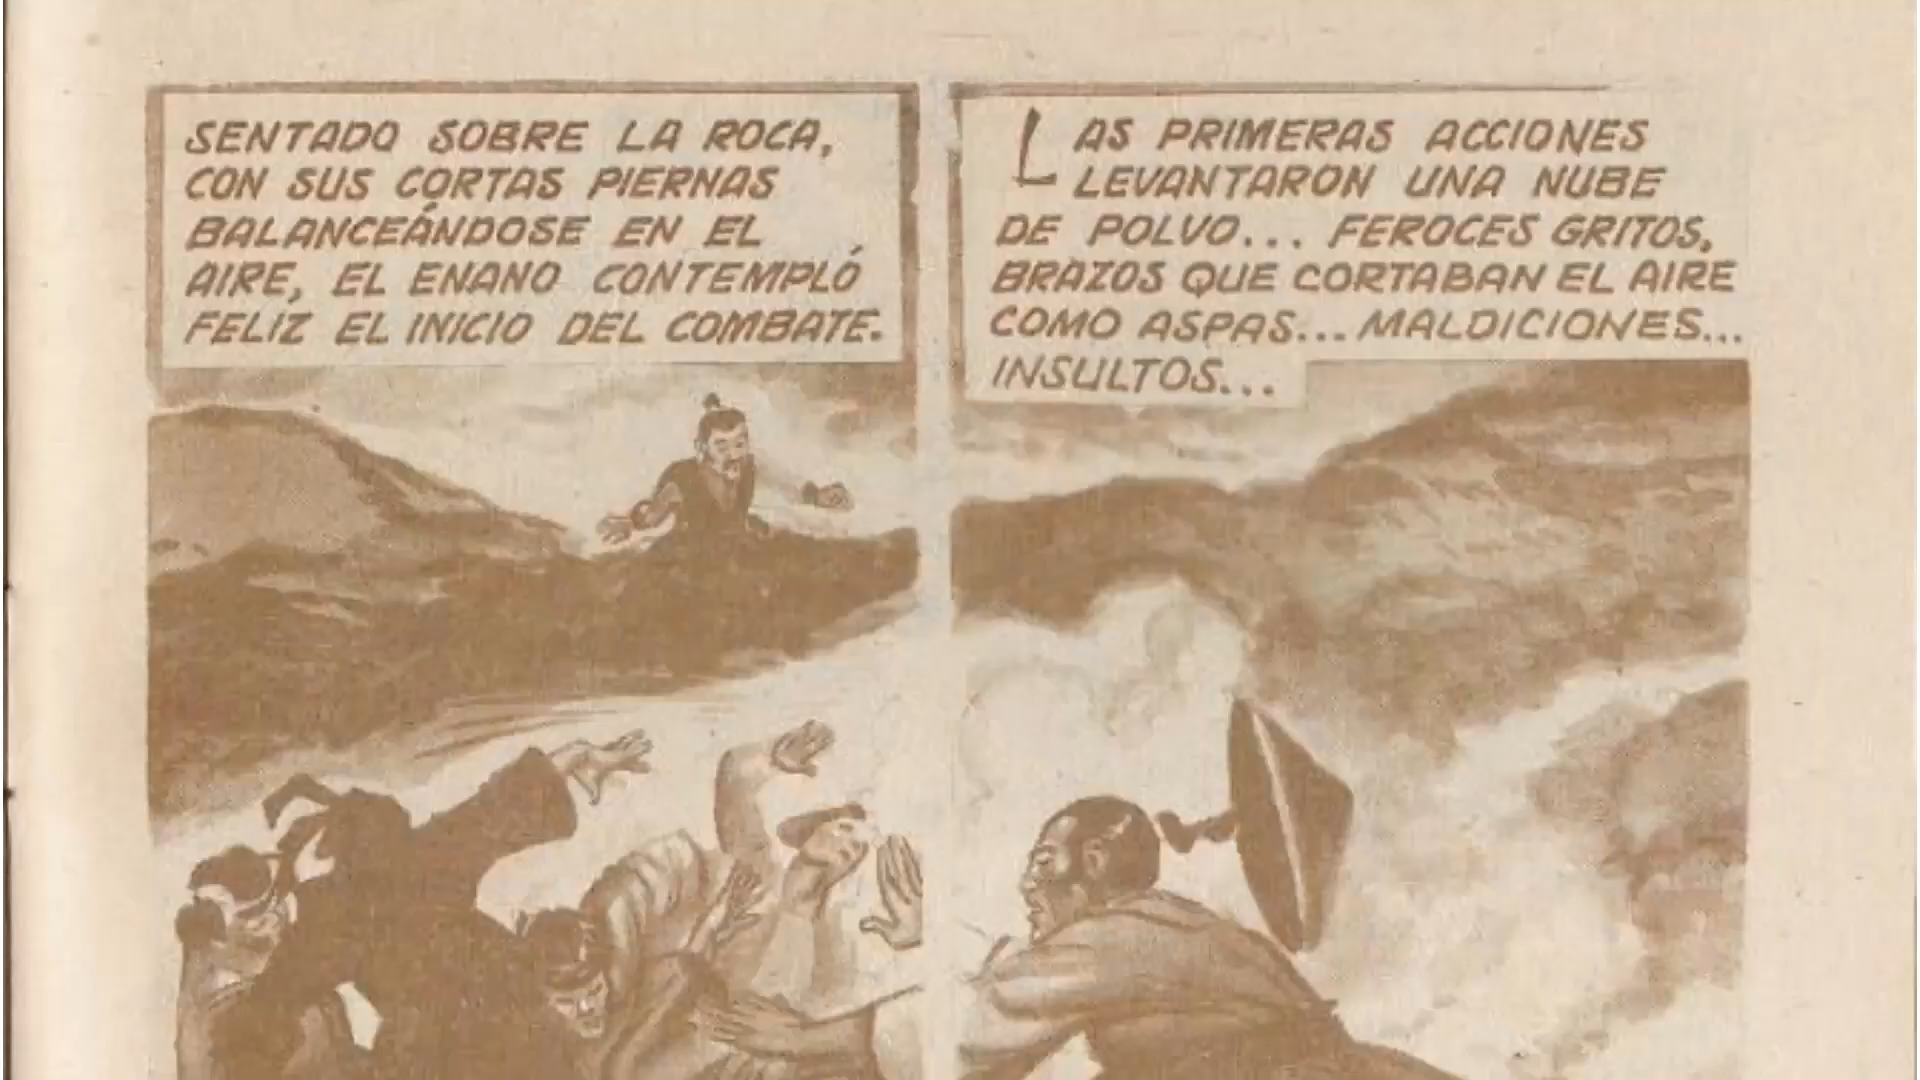 SENTADO SOBRE LA ROCA,
CON SUS CORTAS PIERNAS
BALANCEÁNDOSE EN EL
AIRE, EL ENANO CONTEMPLÓ
FELIZ EL INICIO DEL COMBATE.
LAS PRIMERAS ACCIONES
LEVANTARON UNA NUBE
DE POLVO... FEROCES GRITOS,
BRAZOS QUE CORTABAN EL AIRE
COMO ASPAS... MALDICIONES...
INSULTOS...